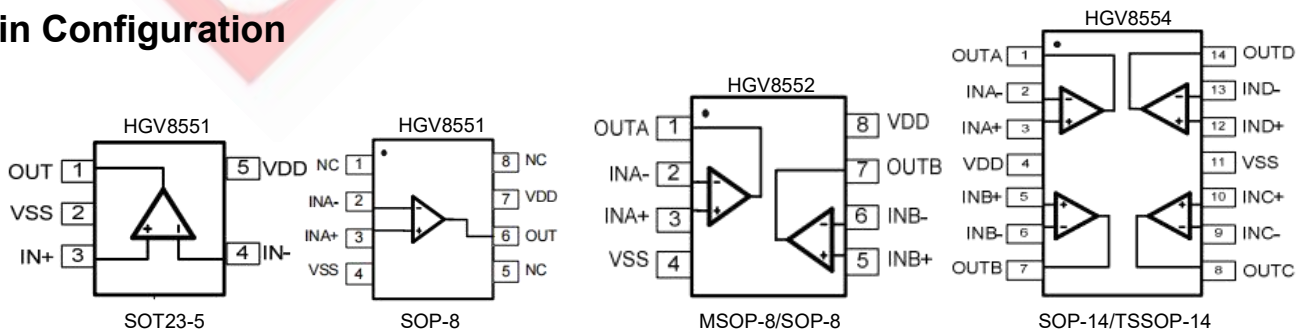 in Configuration
HGV8551
OUT 1
VSS 2
IN+ 3
5 VDD
4 IN-
+ -
SOT23-5
HGV8551
NC 1
INA- 2
INA+ 3
VSS 4
8 NC
7 VDD
6 OUT
5 NC
-
+
SOP-8
HGV8552
OUTA 1
INA- 2
INA+ 3
VSS 4
8 VDD
7 OUTB
6 INB-
5 INB+
-
+
-
+
MSOP-8/SOP-8
HGV8554
OUTA 1
INA- 2
INA+ 3
VDD 4
INB+ 5
INB- 6
OUTB 7
14 OUTD
13 IND-
12 IND+
11 VSS
10 INC+
9 INC-
8 OUTC
- -
+ +
+ +
- -
SOP-14/TSSOP-14